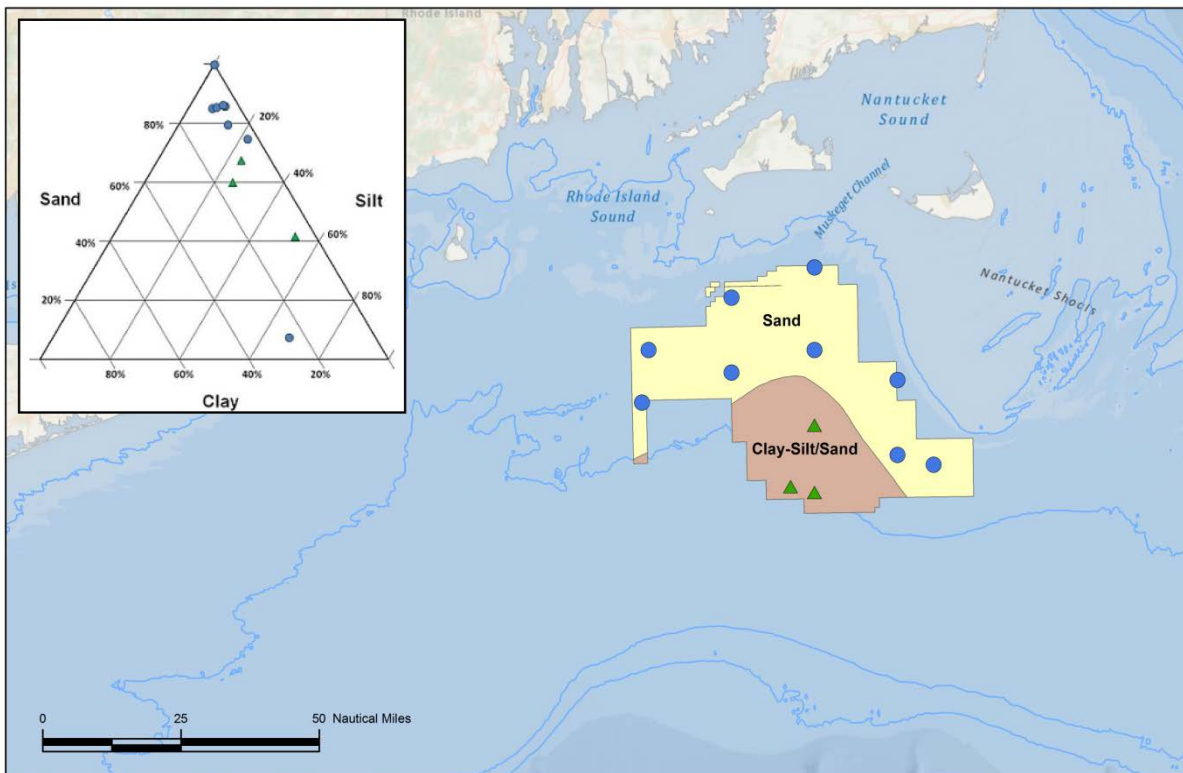 Rhode Island
80%
20%
60%
40%
Sand
Silt
40%
60%
20%
80%
80%
60%
40%
20%
Clay
Nantucket
Sound
Rhode Island
Sound
Muskeget Channel
Nantucket Shoals
Sand
Clay-Silt/Sand
0
25
50 Nautical Miles